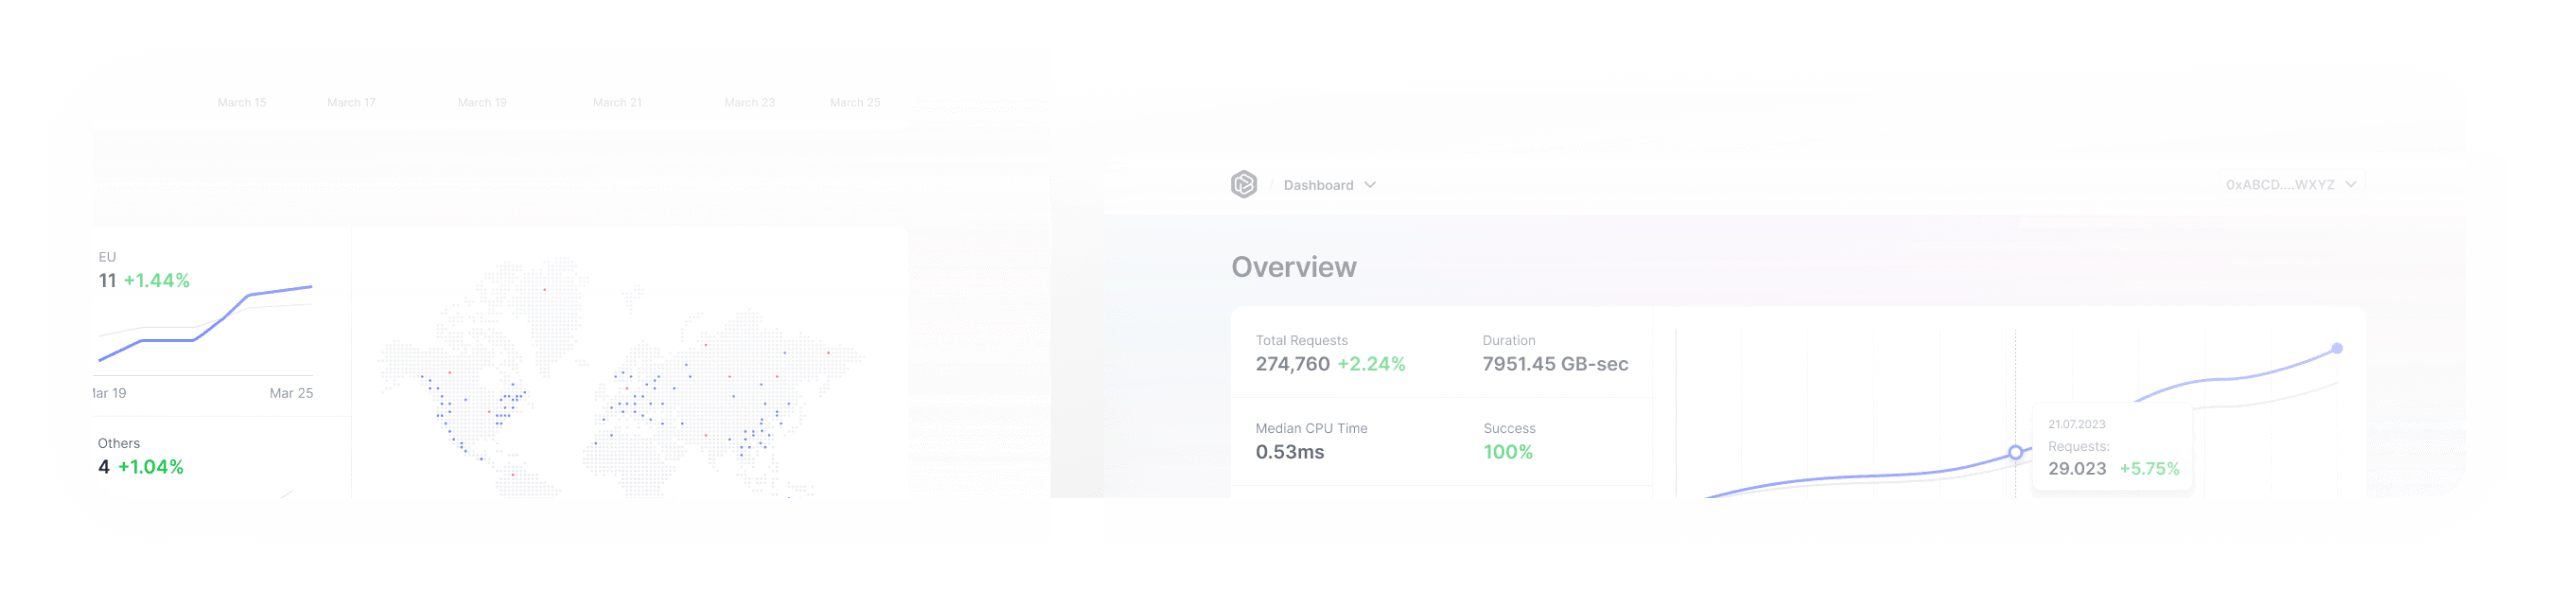 March 15 March 17 March 19 March 21 March 23 March 25
EU
11 +1.44%
Mar 25
Others
4 +1.04%
/ Dashboard
0xABCD....WXYZ
Overview
Total Requests
274,760 +2.24%
Duration
7951.45 GB-sec
Median CPU Time
0.53ms
Success
100%
21.07.2023
Requests:
29.023 +5.75%